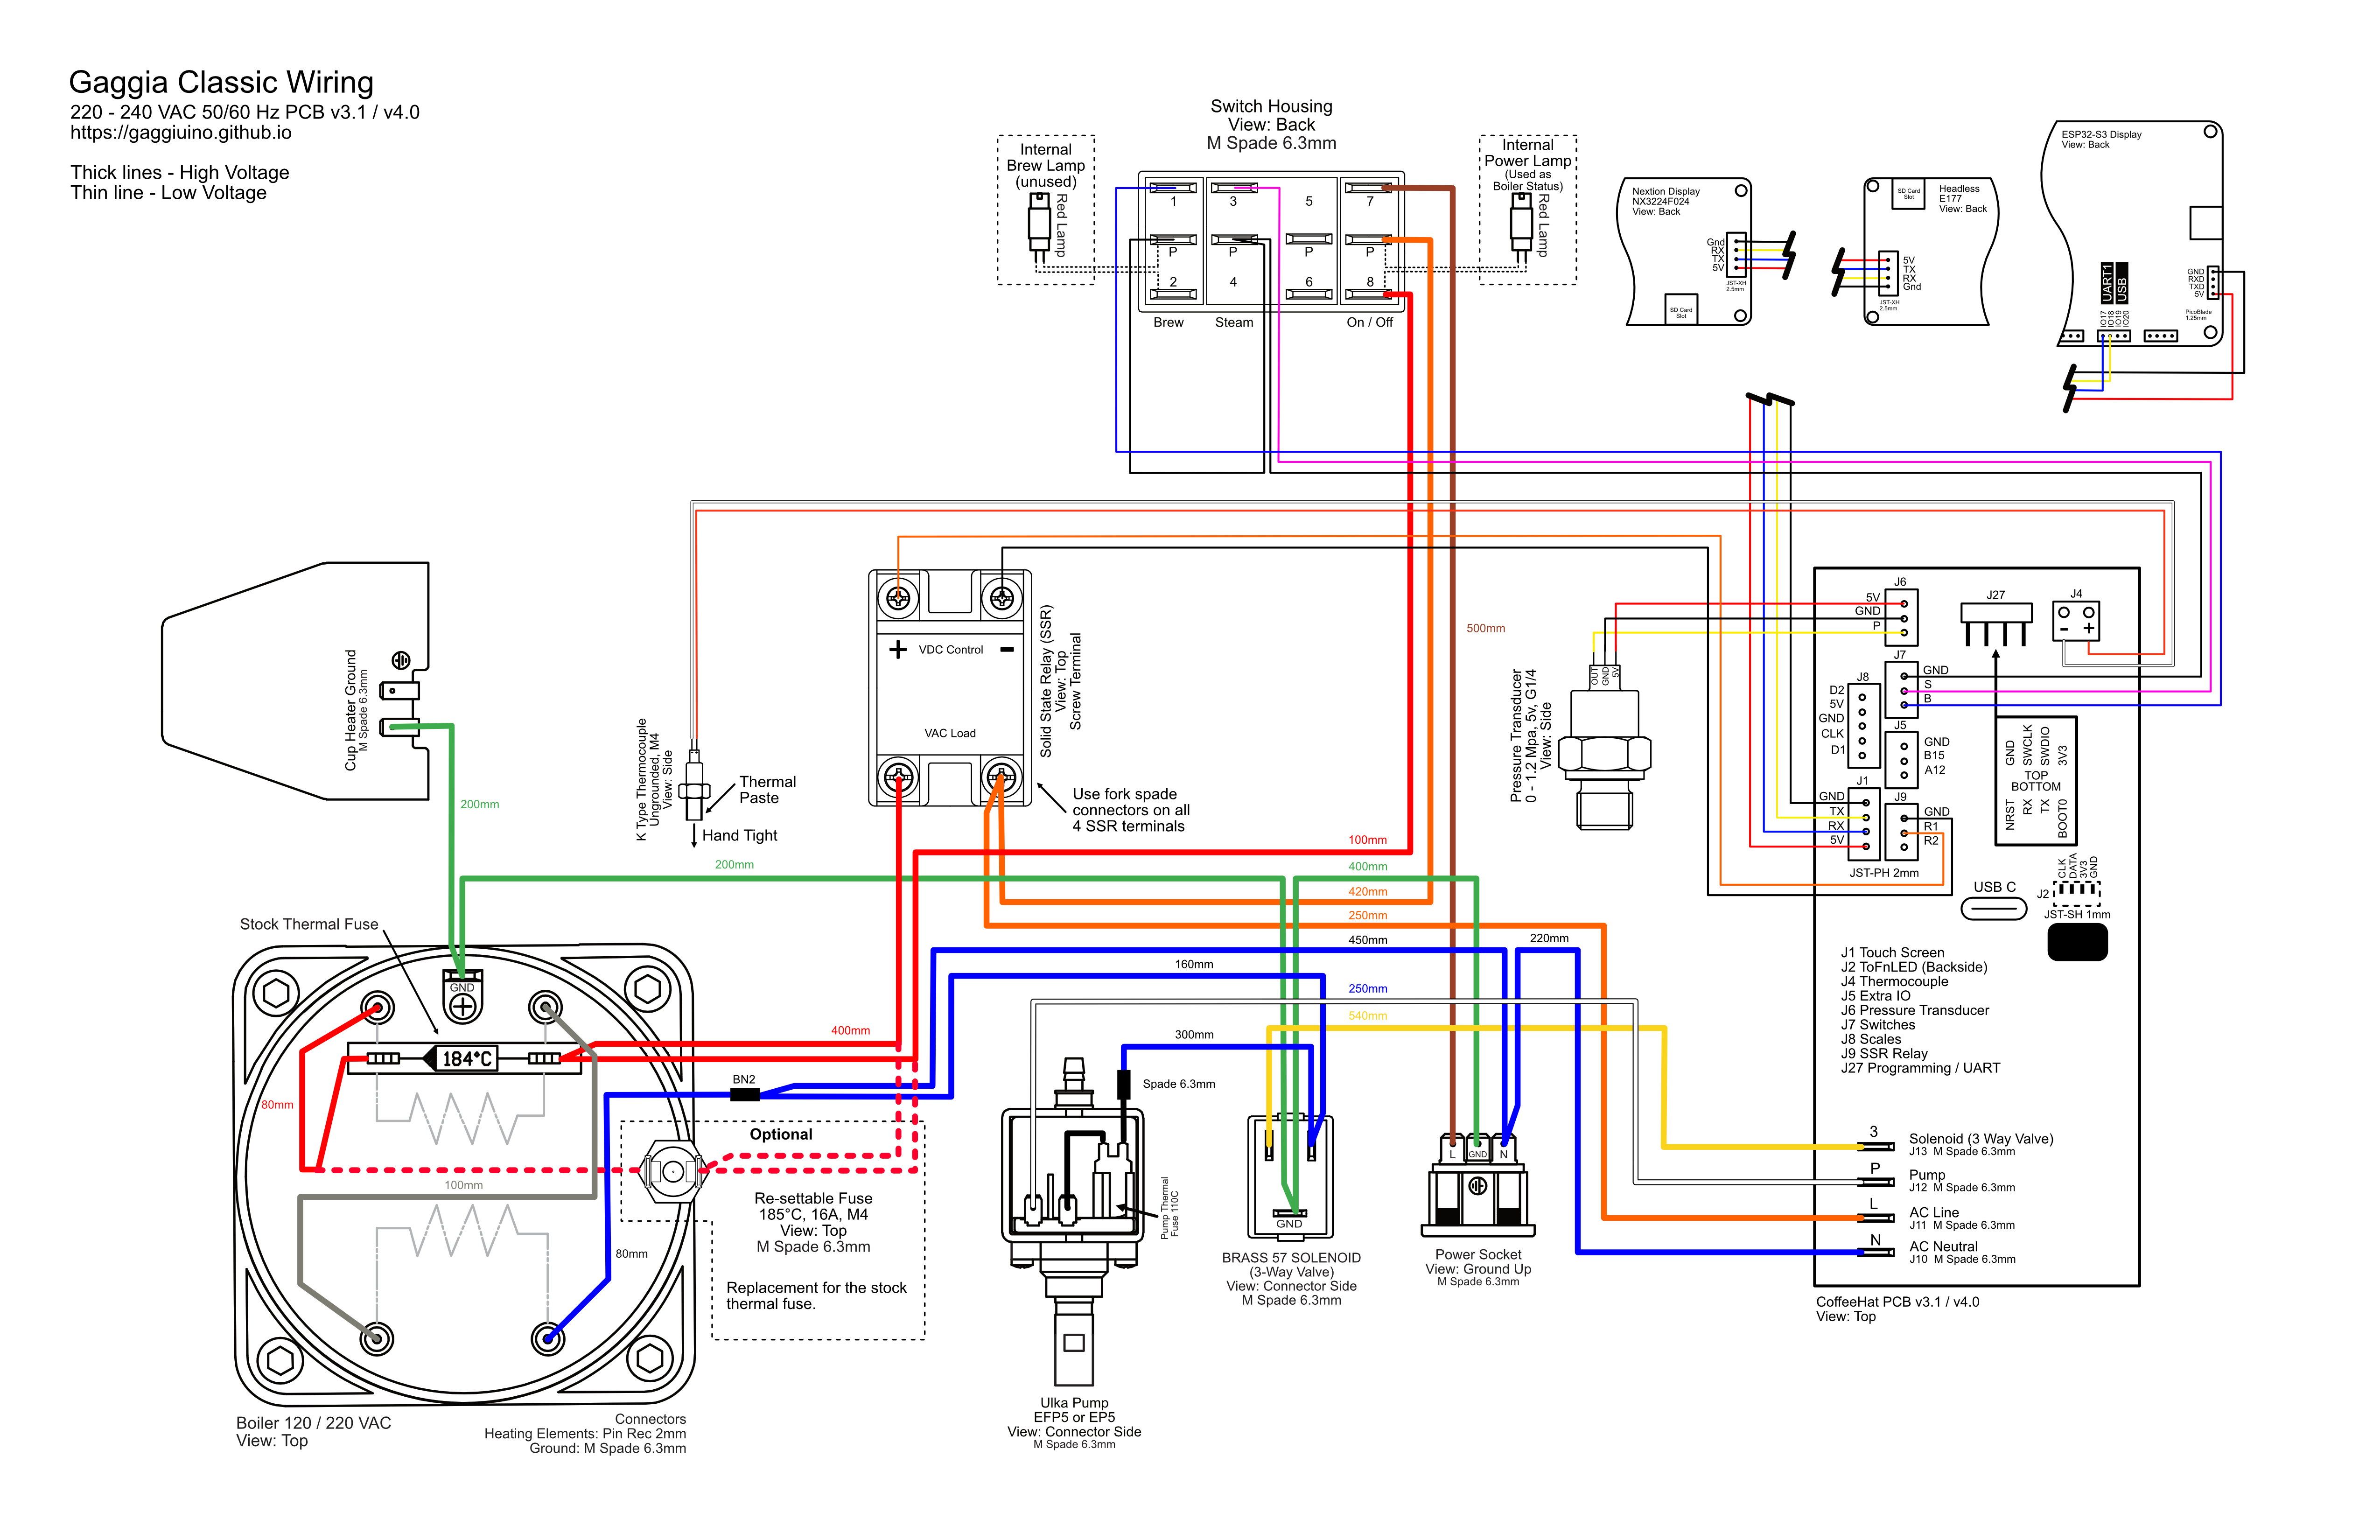 Gaggia Classic Wiring
220 - 240 VAC 50/60 Hz PCB v3.1 / v4.0
https://gaggiuino.github.io
Thick lines - High Voltage
Thin line - Low Voltage
Switch Housing
View: Back
M Spade 6.3mm
Internal
Brew Lamp
(unused)
Red Lamp
Internal
Power Lamp
(Used as
Boiler Status)
Red Lamp
1
3
5
7
P
P
P
P
2
4
6
8
Brew
Steam
On / Off
Nextion Display
NX3224F024
View: Back
Gnd
RX
TX
5V
JST-XH
2.5mm
SD Card
Slot
SD Card
Slot
Headless
E177
View: Back
5V
TX
RX
Gnd
JST-XH
2.5mm
ESP32-S3 Display
View: Back
UART1
USB
IO17
IO18
IO19
IO20
GND
RXD
TXD
5V
PicoBlade
1.25mm
Cup Heater Ground
M Spade 6.3mm
200mm
K Type Thermocouple
Ungrounded, M4
View: Side
Thermal
Paste
Hand Tight
+ VDC Control -
VAC Load
Solid State Relay (SSR)
View: Top
Screw Terminal
Use fork spade
connectors on all
4 SSR terminals
500mm
Pressure Transducer
0 - 1.2 Mpa, 5v, G1/4
View: Side
OUT
GND
5V
J6
5V
GND
P
J27
J4
- +
J7
GND
S
B
J8
D2
5V
GND
CLK
D1
J5
GND
B15
A12
J1
GND
TX
RX
5V
J9
GND
R1
R2
JST-PH 2mm
GND
SWCLK
SWDIO
3V3
TOP
BOTTOM
NRST
RX
TX
BOOT0
USB C
J2
CLK
DATA
3V3
GND
JST-SH 1mm
J1 Touch Screen
J2 ToFnLED (Backside)
J4 Thermocouple
J5 Extra IO
J6 Pressure Transducer
J7 Switches
J8 Scales
J9 SSR Relay
J27 Programming / UART
3
Solenoid (3 Way Valve)
J13 M Spade 6.3mm
P
Pump
J12 M Spade 6.3mm
L
AC Line
J11 M Spade 6.3mm
N
AC Neutral
J10 M Spade 6.3mm
CoffeeHat PCB v3.1 / v4.0
View: Top
100mm
200mm
400mm
420mm
250mm
450mm
220mm
160mm
250mm
540mm
300mm
400mm
Stock Thermal Fuse
GND
184°C
80mm
BN2
100mm
80mm
Optional
Re-settable Fuse
185°C, 16A, M4
View: Top
M Spade 6.3mm
Replacement for the stock
thermal fuse.
Boiler 120 / 220 VAC
View: Top
Connectors
Heating Elements: Pin Rec 2mm
Ground: M Spade 6.3mm
Spade 6.3mm
Pump Thermal
Fuse 110C
Ulka Pump
EFP5 or EP5
View: Connector Side
M Spade 6.3mm
GND
BRASS 57 SOLENOID
(3-Way Valve)
View: Connector Side
M Spade 6.3mm
L
GND
N
Power Socket
View: Ground Up
M Spade 6.3mm